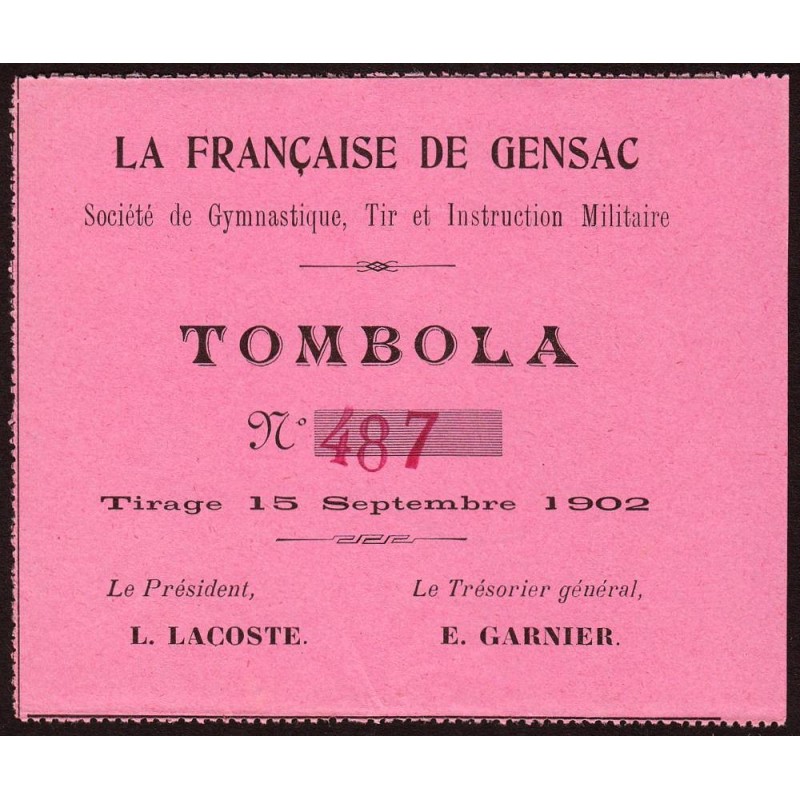 LA FRANÇAISE DE GENSAC
Société de Gymnastique, Tir et Instruction Militaire
TOMBOLA
N° 487
Tirage 15 Septembre 1902
Le Président, Le Trésorier général,
L. LACOSTE. E. GARNIER.